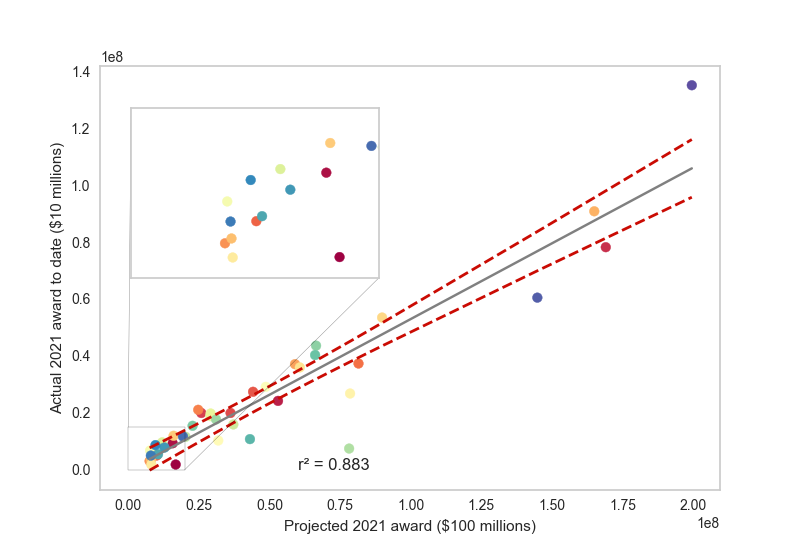 1e8
1.4
1.2
1.0
0.8
0.6
0.4
0.2
0.0
Actual 2021 award to date ($10 millions)
r² = 0.883
0.00 0.25 0.50 0.75 1.00 1.25 1.50 1.75 2.00
Projected 2021 award ($100 millions)
1e8